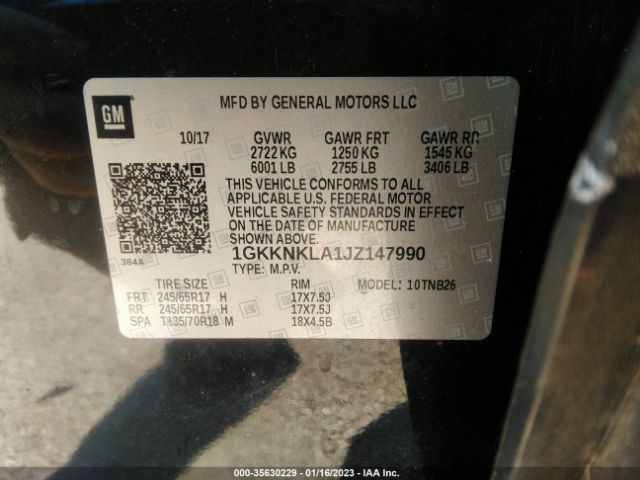 GM
MFD BY GENERAL MOTORS LLC
10/17 GVWR GAWR FRT GAWR RR
2722 KG 1250 KG 1545 KG
6001 LB 2755 LB 3406 LB
THIS VEHICLE CONFORMS TO ALL
APPLICABLE U.S. FEDERAL MOTOR
VEHICLE SAFETY STANDARDS IN EFFECT
ON THE DATE OF MANUFACTURE
SHOWN ABOVE.
384A
1GKKNKLA1JZ147990
TYPE: M.P.V.
TIRE SIZE RIM MODEL: 10TNB26
FRT 245/65R17 H 17X7.5J
RR 245/65R17 H 17X7.5J
SPA T135/70R18 M 18X4.5B
000-35630229 - 01/16/2023 - IAA Inc.